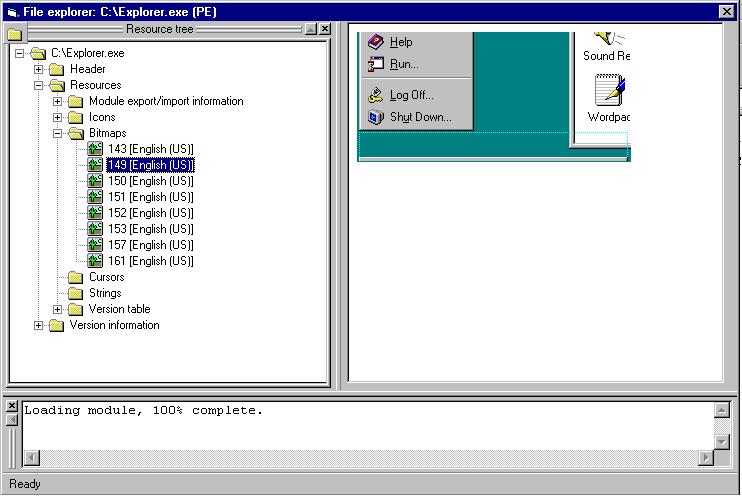 File explorer: C:\Explorer.exe (PE)
Resource tree
C:\Explorer.exe
Header
Resources
Module export/import information
Icons
Bitmaps
143 [English (US)]
149 [English (US)]
150 [English (US)]
151 [English (US)]
152 [English (US)]
153 [English (US)]
157 [English (US)]
161 [English (US)]
Cursors
Strings
Version table
Version information
Help
Run...
Log Off...
Shut Down...
Sound Re
Wordpad
Loading module, 100% complete.
Ready